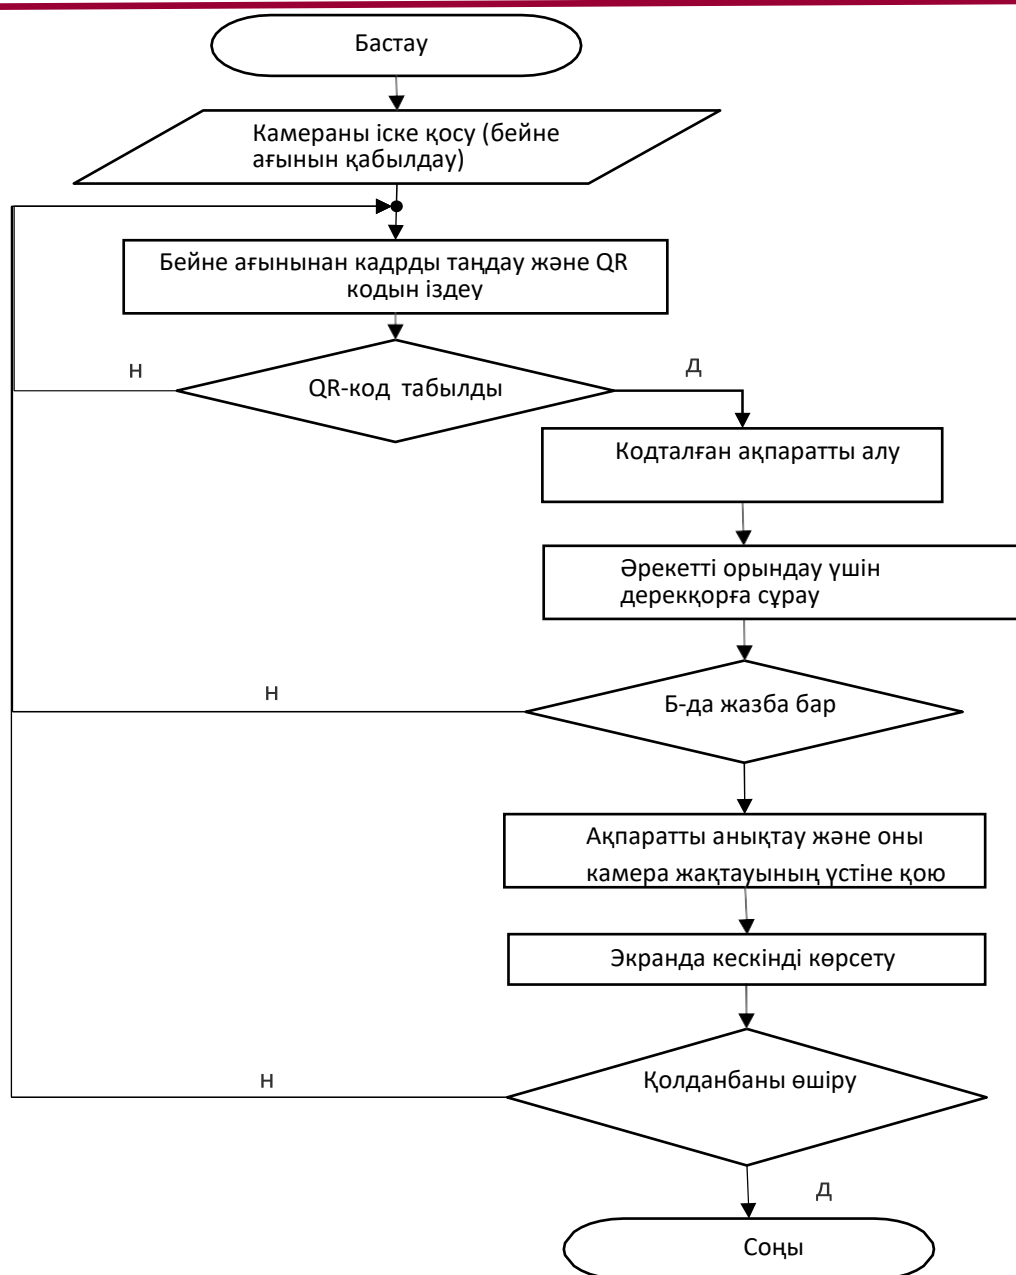 Бастау
Камераны іске қосу (бейне
ағынын қабылдау)
Бейне ағынынан кадрды таңдау және QR
кодын іздеу
Н
QR-код табылды
Д
Кодталған ақпаратты алу
Әрекетті орындау үшін
дерекқорға сұрау
Н
Б-да жазба бар
Ақпаратты анықтау және оны
камера жақтауының үстіне қою
Экранда кескінді көрсету
Н
Қолданбаны өшіру
Д
Соңы